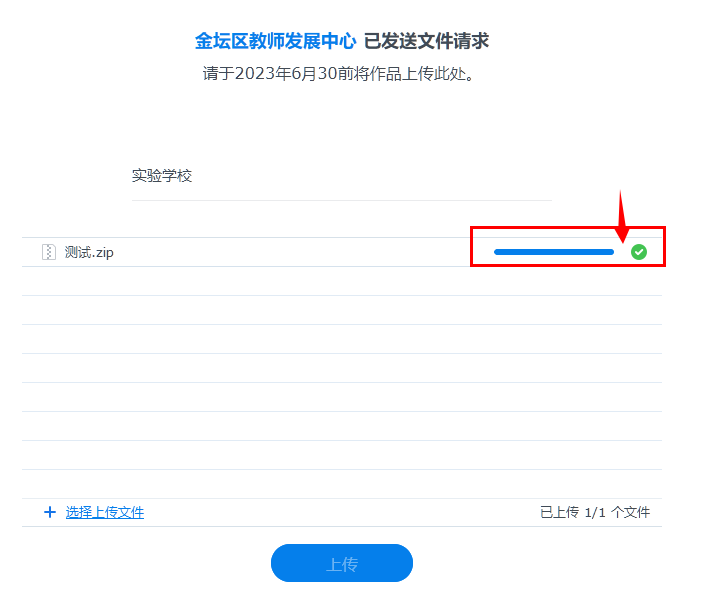 金坛区教师发展中心 已发送文件请求
请于2023年6月30前将作品上传此处。
实验学校
测试.zip
选择上传文件 已上传 1/1 个文件
上传